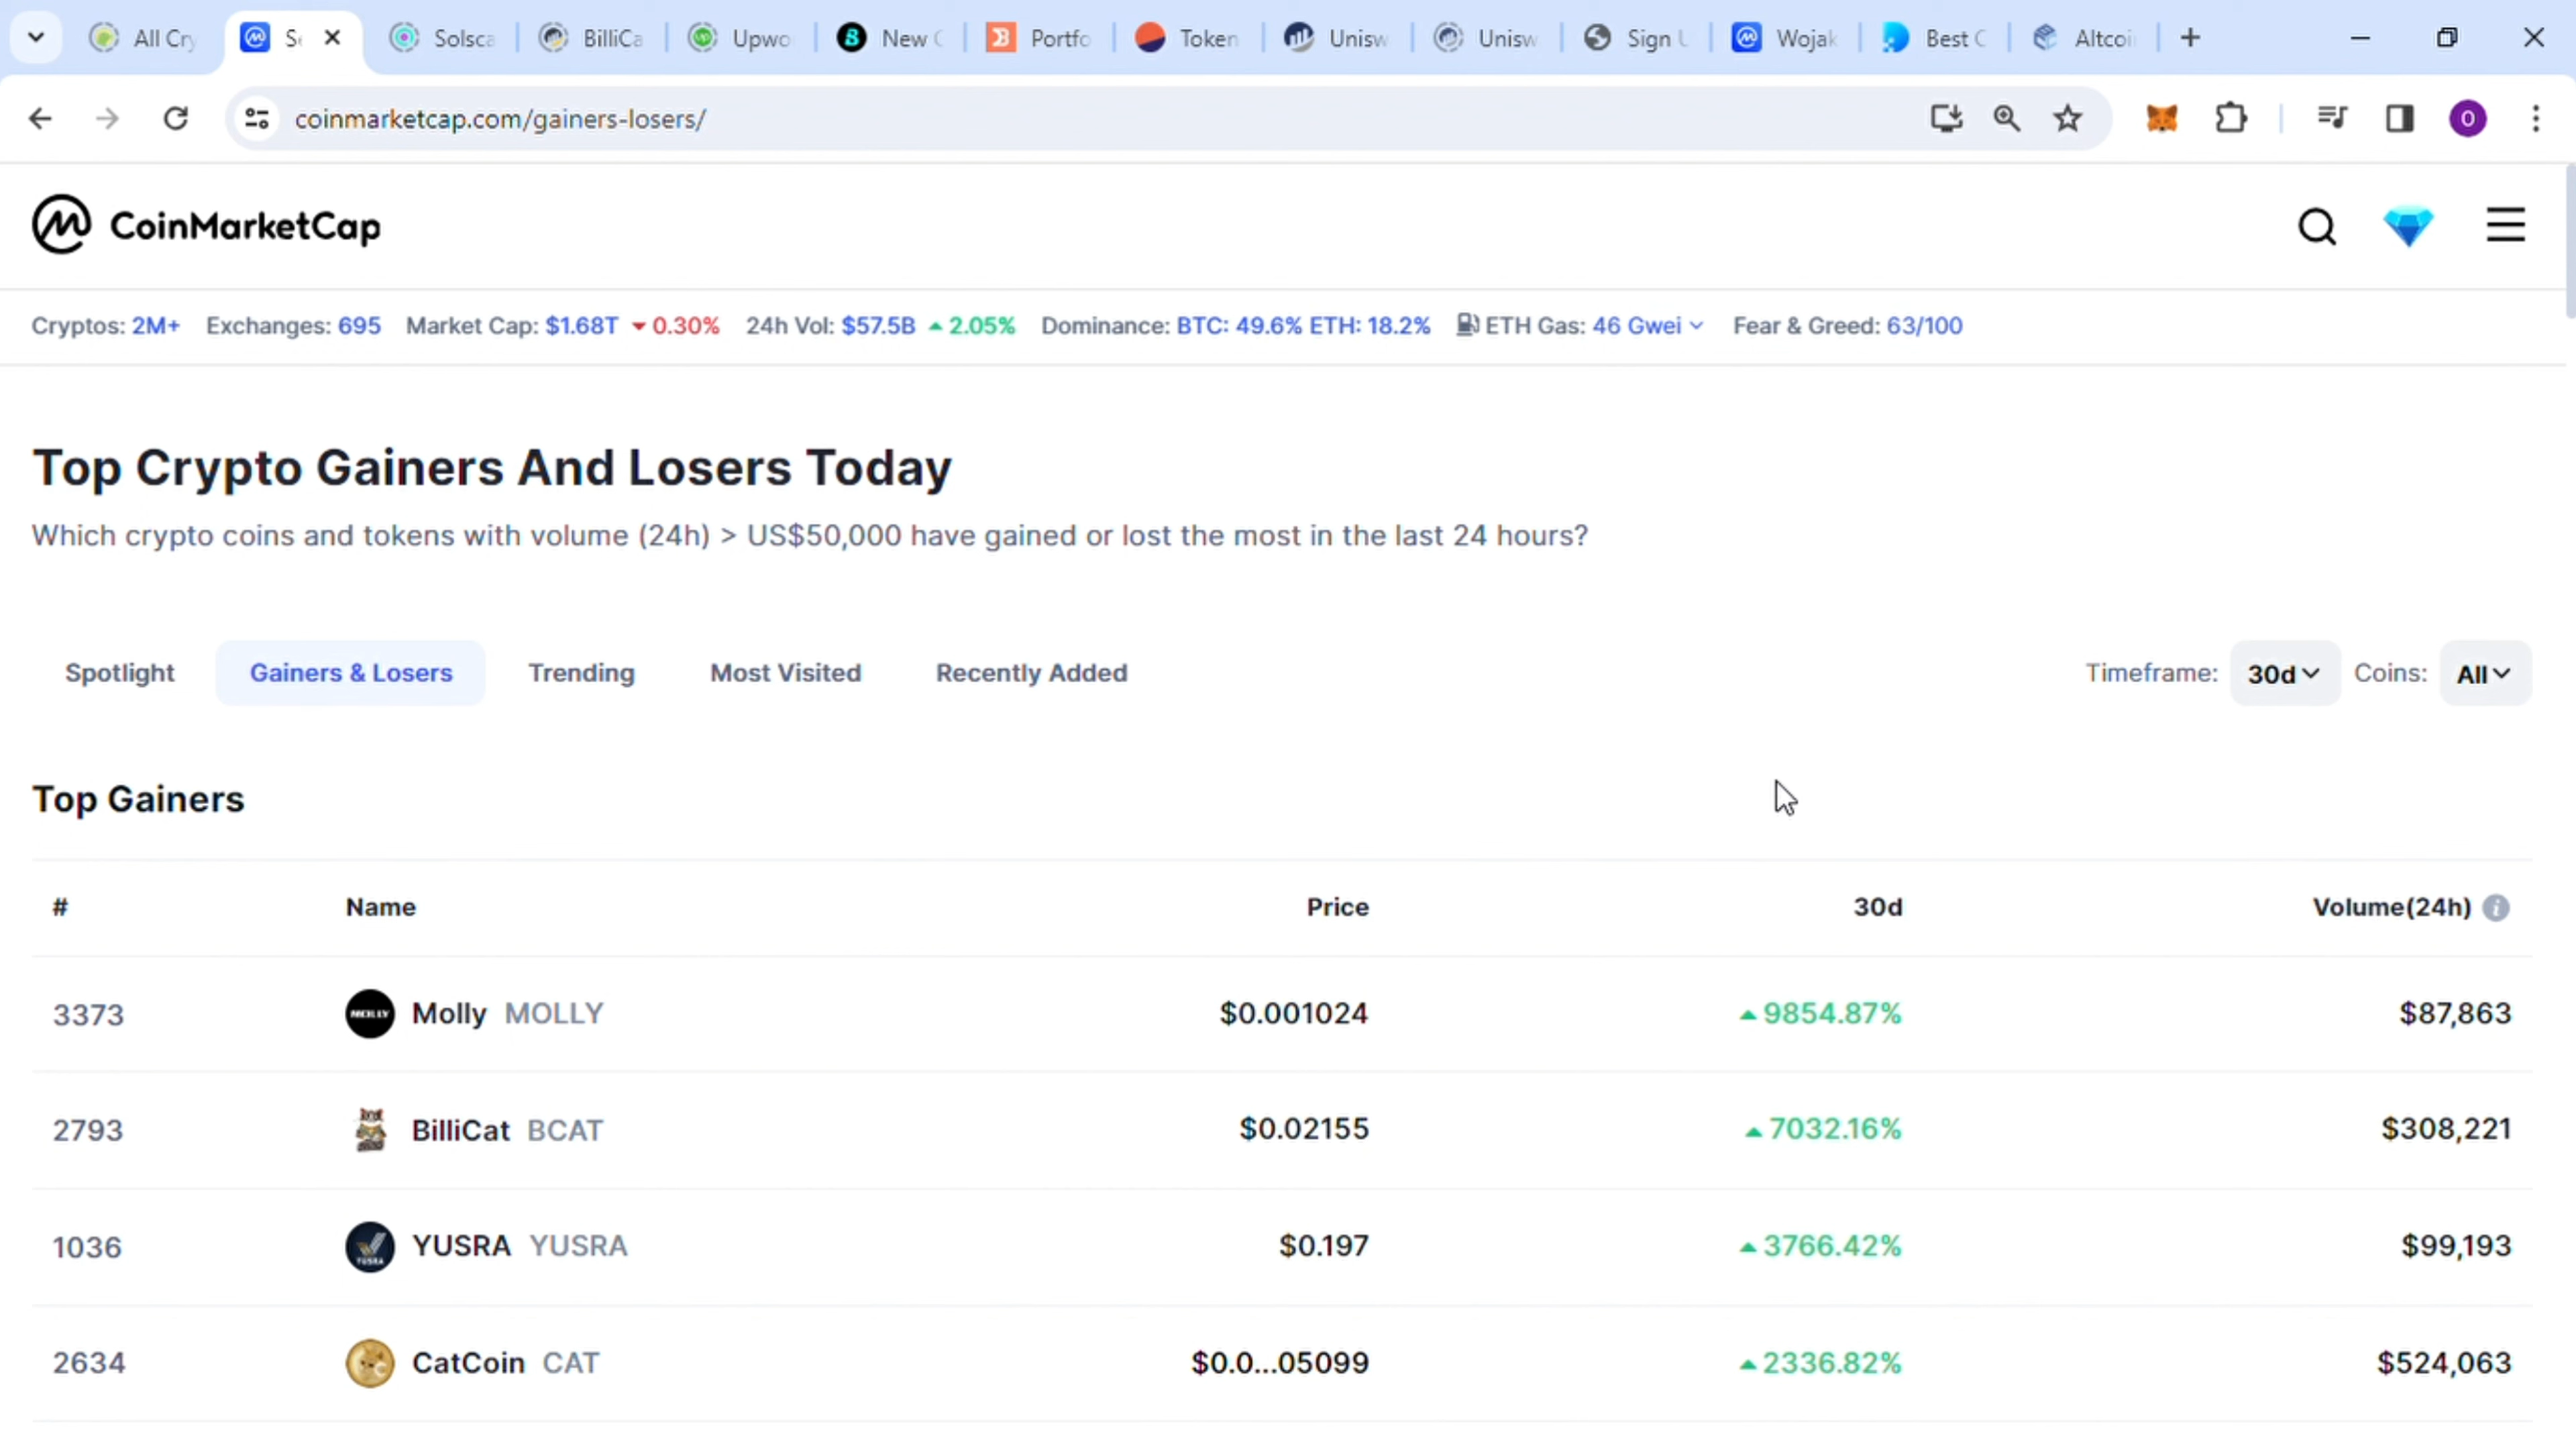 All Cry
Solsca
BilliCa
Upwo
New
Portfo
Token
Unisw
Unisw
Sign
Wojak
Best
Altcoi
coinmarketcap.com/gainers-losers/
O
CoinMarketCap
Cryptos: 2M+ Exchanges: 695 Market Cap: $1.68T 0.30% 24h Vol: $57.5B 2.05% Dominance: BTC: 49.6% ETH: 18.2% ETH Gas: 46 Gwei Fear & Greed: 63/100
Top Crypto Gainers And Losers Today
Which crypto coins and tokens with volume (24h) > US$50,000 have gained or lost the most in the last 24 hours?
Spotlight Gainers & Losers Trending Most Visited Recently Added Timeframe: 30d Coins: All
Top Gainers
# Name Price 30d Volume(24h)
3373 MOLLY Molly MOLLY $0.001024 9854.87% $87,863
2793 BilliCat BCAT $0.02155 7032.16% $308,221
1036 YUSRA YUSRA YUSRA $0.197 3766.42% $99,193
2634 CatCoin CAT $0.0...05099 2336.82% $524,063